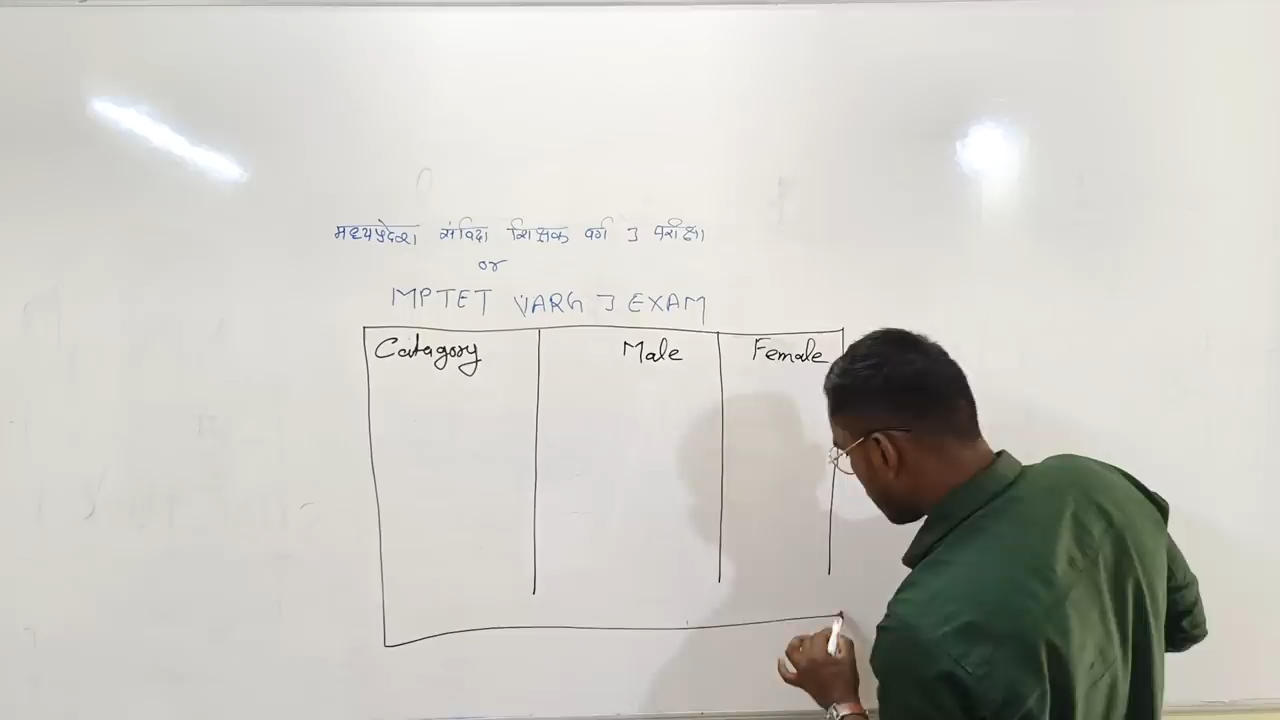 मध्यप्रदेश संविदा शिक्षक वर्ग 3 परीक्षा
or
MPTET VARG 3 EXAM
Catagory Male Female